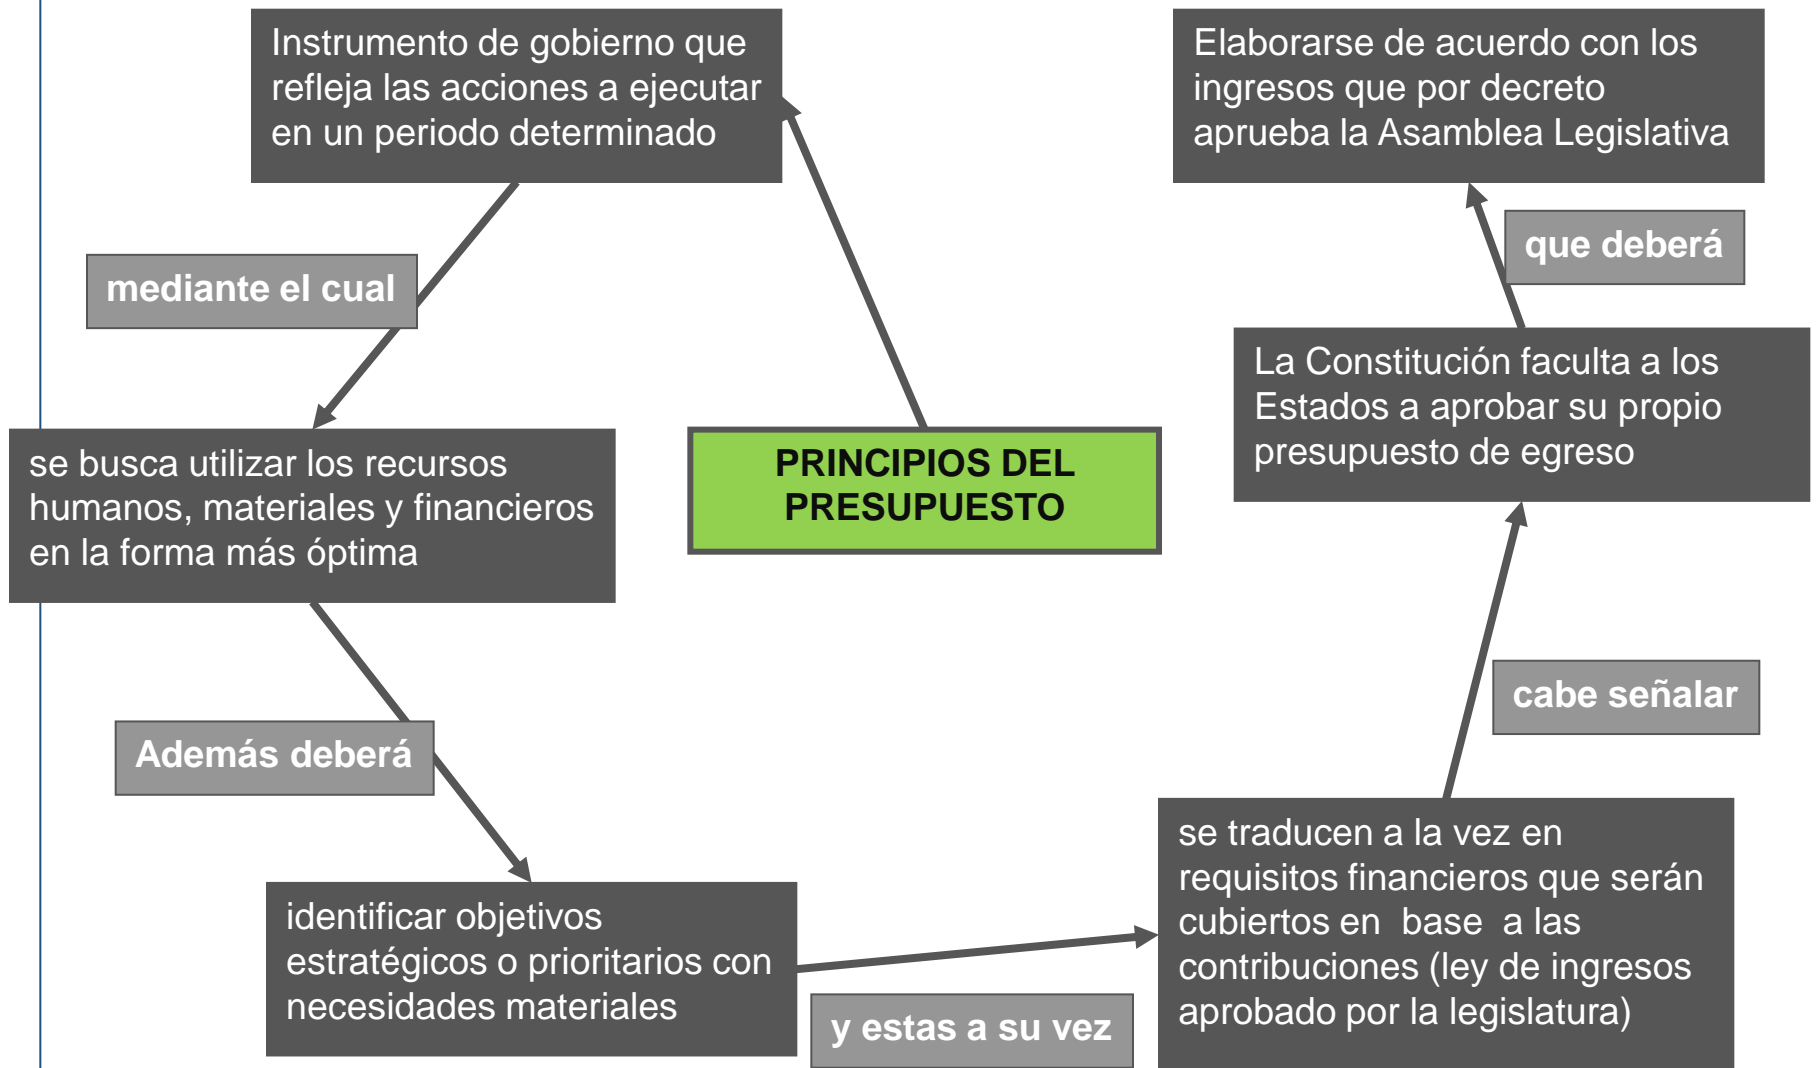 Instrumento de gobierno que
refleja las acciones a ejecutar
en un periodo determinado
mediante el cual
se busca utilizar los recursos
humanos, materiales y financieros
en la forma más óptima
Además deberá
identificar objetivos
estratégicos o prioritarios con
necesidades materiales
y estas a su vez
PRINCIPIOS DEL
PRESUPUESTO
se traducen a la vez en
requisitos financieros que serán
cubiertos en  base  a las
contribuciones (ley de ingresos
aprobado por la legislatura)
cabe señalar
La Constitución faculta a los
Estados a aprobar su propio
presupuesto de egreso
que deberá
Elaborarse de acuerdo con los
ingresos que por decreto
aprueba la Asamblea Legislativa